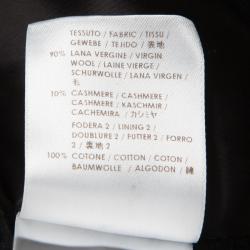 TESSUTO / FABRIC / TISSU /
GEWEBE / TEJIDO / 表地
90% LANA VERGINE / VIRGIN
WOOL / LAINE VIERGE /
SCHURWOLLE / LANA VIRGEN /
毛
10% CASHMERE / CASHMERE /
CASHMERE / KASCHMIR /
CACHEMIRA / カシミヤ
FODERA 2 / LINING 2 /
DOUBLURE 2 / FUTTER 2 / FORRO
2 / 裏地 2
100% COTONE / COTTON / COTON /
BAUMWOLLE / ALGODON / 綿